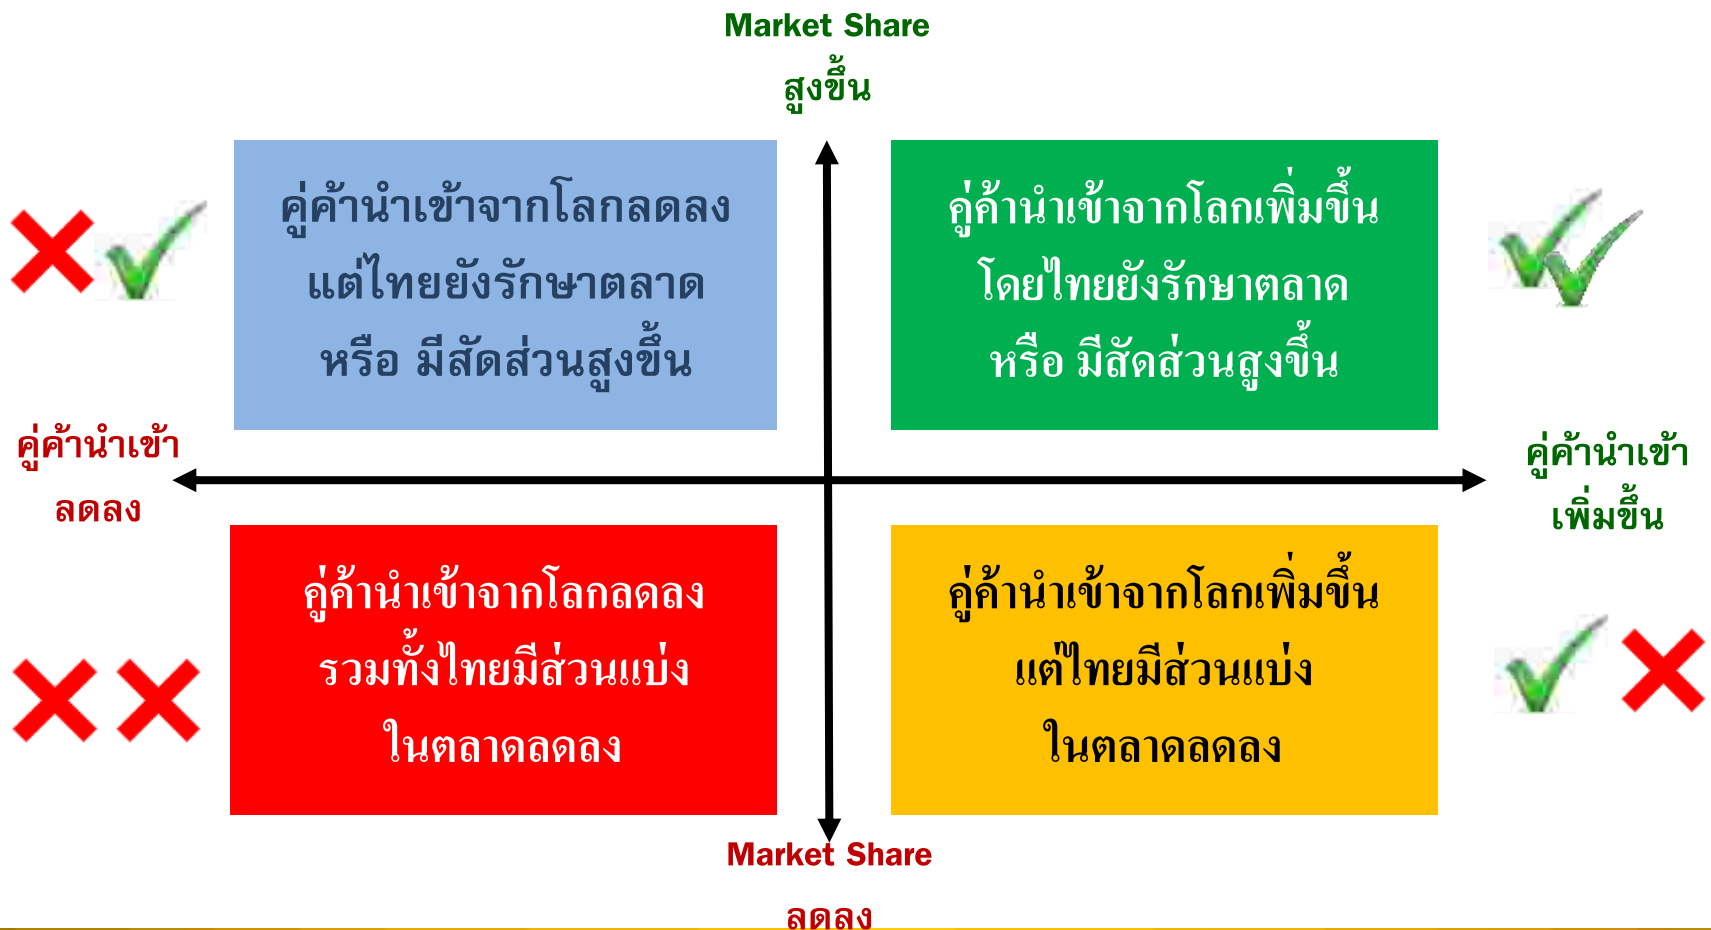 Market Share
สูงขึ้น
คู่ค้านำเข้าจากโลกลดลง
แต่ไทยยังรักษาตลาด
หรือ มีสัดส่วนสูงขึ้น
คู่ค้านำเข้าจากโลกเพิ่มขึ้น
โดยไทยยังรักษาตลาด
หรือ มีสัดส่วนสูงขึ้น
คู่ค้านำเข้า
ลดลง
คู่ค้านำเข้า
เพิ่มขึ้น
คู่ค้านำเข้าจากโลกลดลง
รวมทั้งไทยมีส่วนแบ่ง
ในตลาดลดลง
คู่ค้านำเข้าจากโลกเพิ่มขึ้น
แต่ไทยมีส่วนแบ่ง
ในตลาดลดลง
Market Share
ลดลง